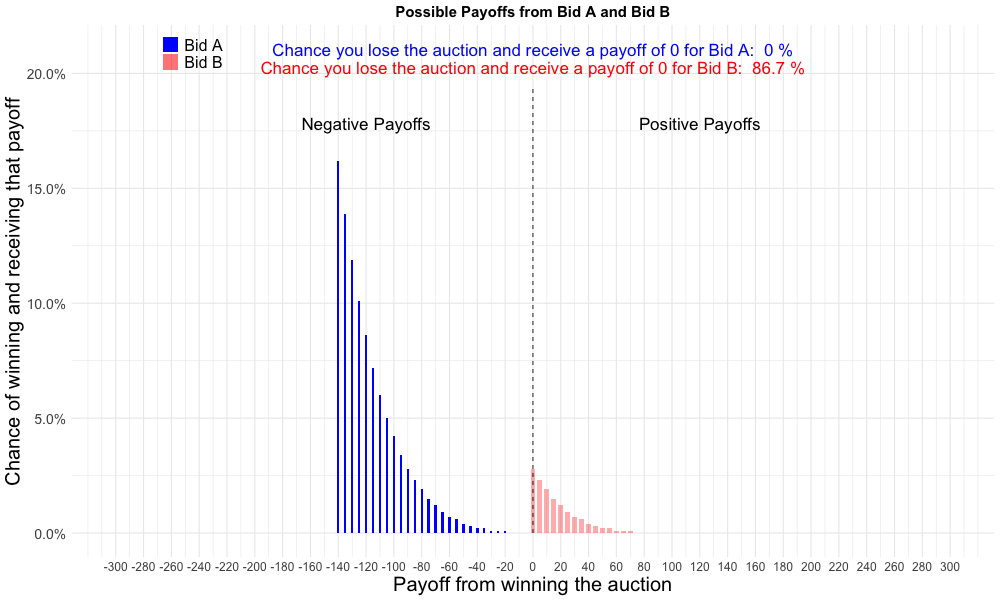 Possible Payoffs from Bid A and Bid B
Bid A
Bid B
Chance you lose the auction and receive a payoff of 0 for Bid A:  0 %
Chance you lose the auction and receive a payoff of 0 for Bid B:  86.7 %
Negative Payoffs
Positive Payoffs
Chance of winning and receiving that payoff
20.0%
15.0%
10.0%
5.0%
0.0%
-300 -280 -260 -240 -220 -200 -180 -160 -140 -120 -100 -80 -60 -40 -20 0 20 40 60 80 100 120 140 160 180 200 220 240 260 280 300
Payoff from winning the auction